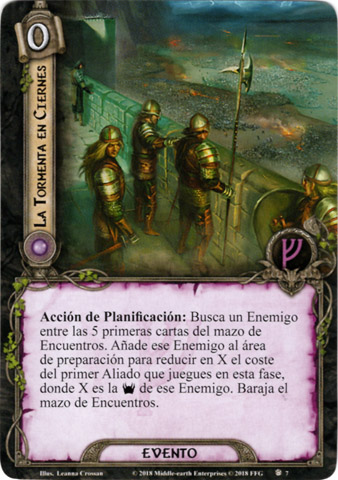 0
LA TORMENTA EN CIERNES
Acción de Planificación: Busca un Enemigo
entre las 5 primeras cartas del mazo de
Encuentros. Añade ese Enemigo al área
de preparación para reducir en X el coste
del primer Aliado que juegues en esta fase,
donde X es la de ese Enemigo. Baraja el
mazo de Encuentros.
EVENTO
Illus. Leanna Crossan © 2018 Middle-earth Enterprises © 2018 FFG 7